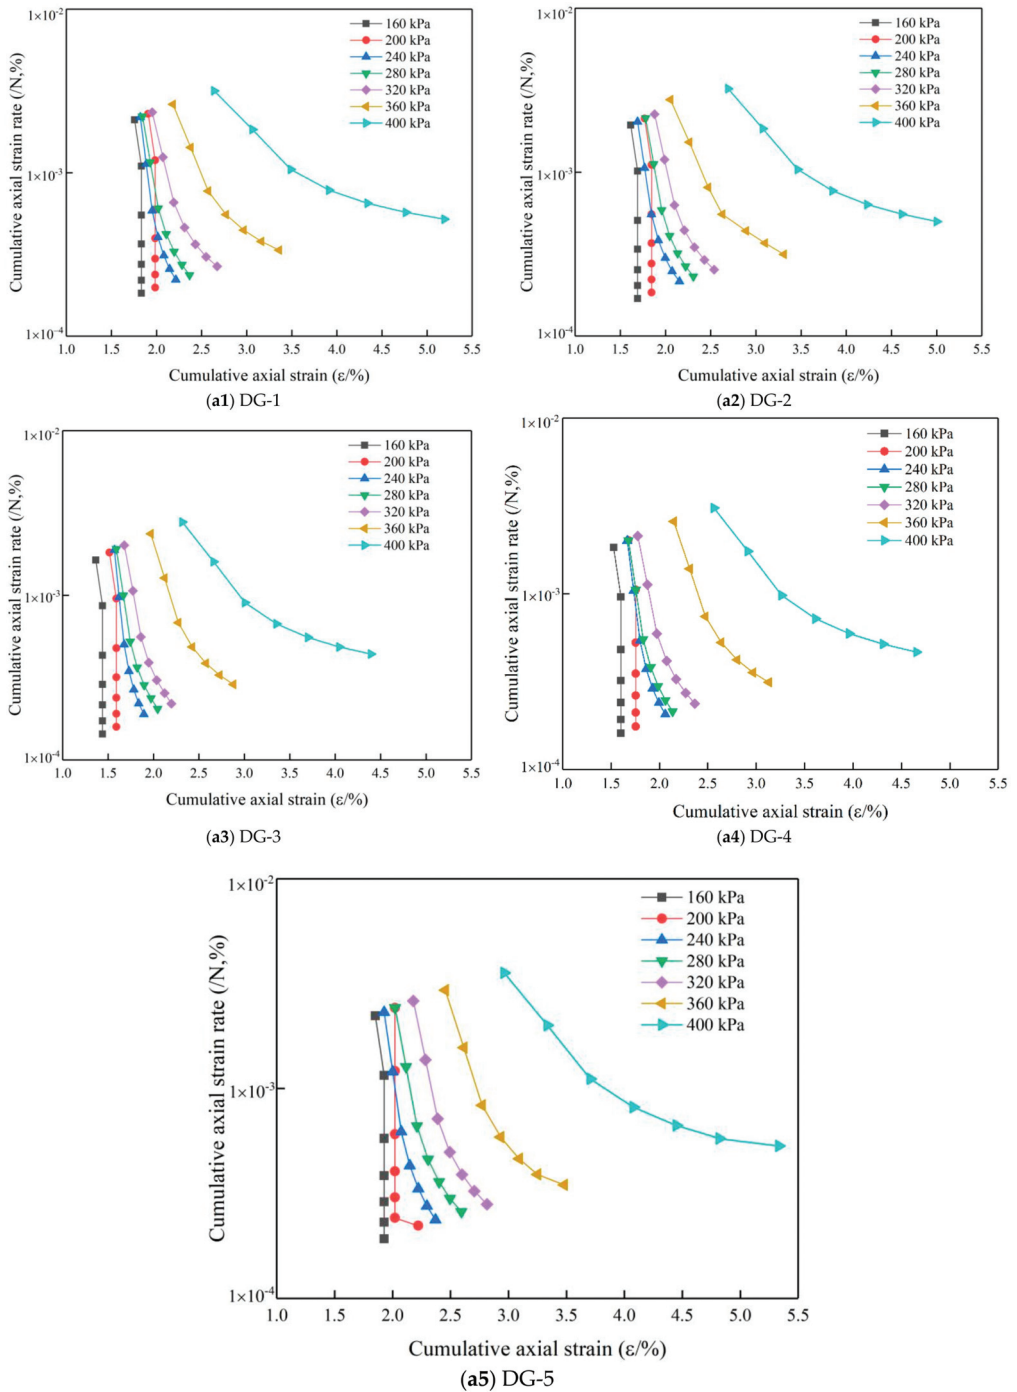 Cumulative axial strain rate (/N,%)
1×10-2
1×10-3
1×10-4
160 kPa
200 kPa
240 kPa
280 kPa
320 kPa
360 kPa
400 kPa
1.0 1.5 2.0 2.5 3.0 3.5 4.0 4.5 5.0 5.5
Cumulative axial strain (ε/%)
(a1) DG-1
Cumulative axial strain rate (/N,%)
1×10-2
1×10-3
1×10-4
160 kPa
200 kPa
240 kPa
280 kPa
320 kPa
360 kPa
400 kPa
1.0 1.5 2.0 2.5 3.0 3.5 4.0 4.5 5.0 5.5
Cumulative axial strain (ε/%)
(a2) DG-2
Cumulative axial strain rate (/N,%)
1×10-2
1×10-3
1×10-4
160 kPa
200 kPa
240 kPa
280 kPa
320 kPa
360 kPa
400 kPa
1.0 1.5 2.0 2.5 3.0 3.5 4.0 4.5 5.0 5.5
Cumulative axial strain (ε/%)
(a3) DG-3
Cumulative axial strain rate (/N,%)
1×10-2
1×10-3
1×10-4
160 kPa
200 kPa
240 kPa
280 kPa
320 kPa
360 kPa
400 kPa
1.0 1.5 2.0 2.5 3.0 3.5 4.0 4.5 5.0 5.5
Cumulative axial strain (ε/%)
(a4) DG-4
Cumulative axial strain rate (/N,%)
1×10-2
1×10-3
1×10-4
160 kPa
200 kPa
240 kPa
280 kPa
320 kPa
360 kPa
400 kPa
1.0 1.5 2.0 2.5 3.0 3.5 4.0 4.5 5.0 5.5
Cumulative axial strain (ε/%)
(a5) DG-5